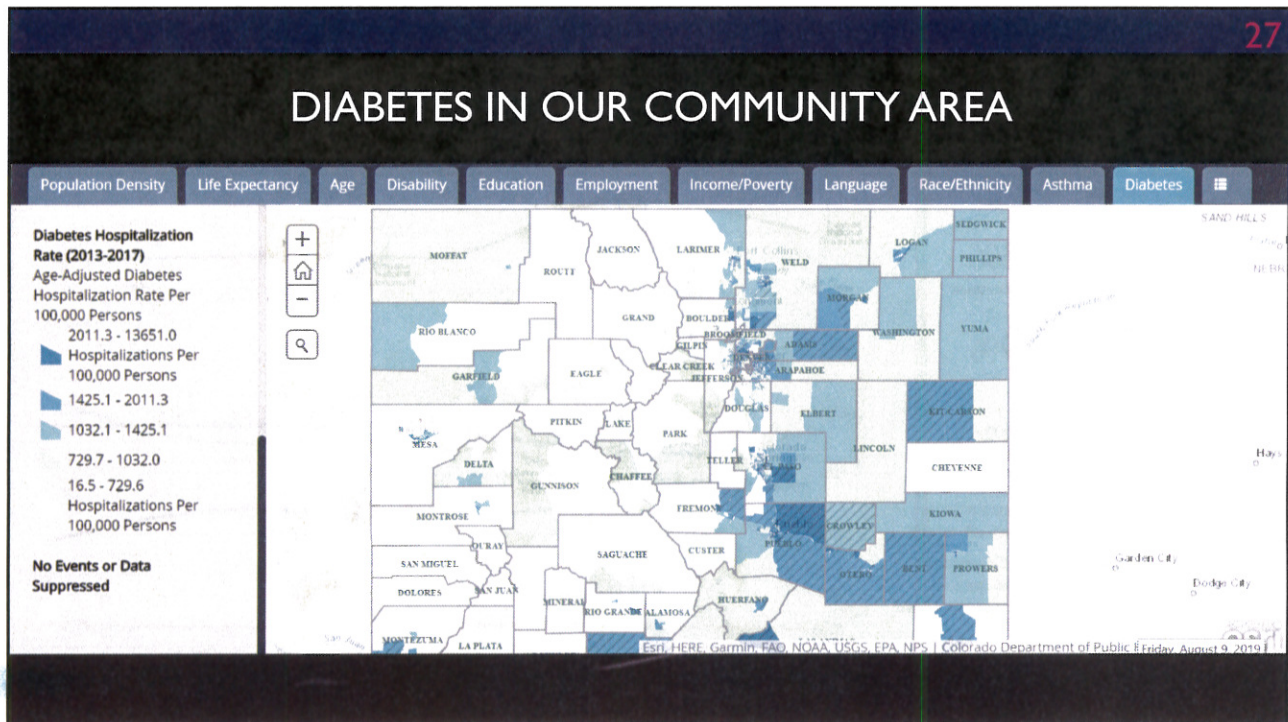 27
DIABETES IN OUR COMMUNITY AREA
Population Density
Life Expectancy
Age
Disability
Education
Employment
Income/Poverty
Language
Race/Ethnicity
Asthma
Diabetes
Diabetes Hospitalization
Rate (2013-2017)
Age-Adjusted Diabetes
Hospitalization Rate Per
100,000 Persons
2011.3 - 13651.0
Hospitalizations Per
100,000 Persons
1425.1 - 2011.3
1032.1 - 1425.1
729.7 - 1032.0
16.5 - 729.6
Hospitalizations Per
100,000 Persons
No Events or Data
Suppressed
+
−
SAND HILLS
SEDGWICK
LOGAN
JACKSON
LARIMER
MOFFAT
WELD
PHILLIPS
ROUTT
MORGAN
GRAND
BOULDER
RIO BLANCO
WASHINGTON
YUMA
BROOMFIELD
GILPIN
ADAMS
CLEAR CREEK
ARAPAHOE
EAGLE
GARFIELD
JEFFERSON
DOUGLAS
ELBERT
KIT CARSON
PITKIN
LAKE
PARK
MESA
LINCOLN
TELLER
EL PASO
CHEYENNE
Hays
DELTA
CHAFFEE
GUNNISON
FREMONT
MONTROSE
KIOWA
CROWLEY
PUEBLO
OURAY
SAGUACHE
CUSTER
SAN MIGUEL
OTERO
BENT
PROWERS
Garden City
Dodge City
DOLORES
SAN JUAN
MINERAL
RIO GRANDE
ALAMOSA
HUERFANO
MONTEZUMA
LA PLATA
Esri, HERE, Garmin, FAO, NOAA, USGS, EPA, NPS | Colorado Department of Public
Friday, August 9, 2019